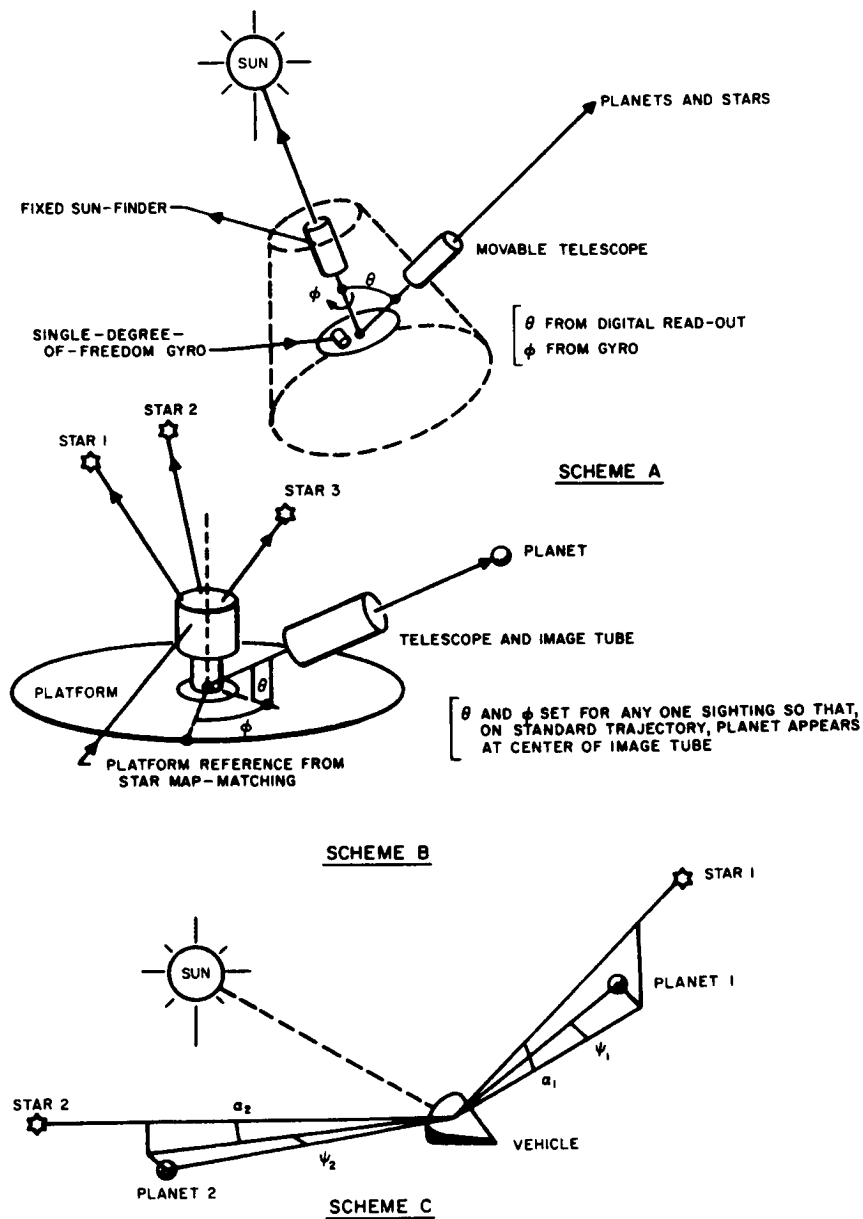 SUN
PLANETS AND STARS
FIXED SUN-FINDER
MOVABLE TELESCOPE
θ
ϕ
SINGLE-DEGREE-
OF-FREEDOM GYRO
θ FROM DIGITAL READ-OUT
ϕ FROM GYRO
SCHEME A
STAR 1
STAR 2
STAR 3
PLANET
TELESCOPE AND IMAGE TUBE
PLATFORM
θ
ϕ
PLATFORM REFERENCE FROM
STAR MAP-MATCHING
θ AND ϕ SET FOR ANY ONE SIGHTING SO THAT,
ON STANDARD TRAJECTORY, PLANET APPEARS
AT CENTER OF IMAGE TUBE
SCHEME B
STAR 1
SUN
PLANET 1
ψ₁
α₁
STAR 2
α₂
VEHICLE
ψ₂
PLANET 2
SCHEME C